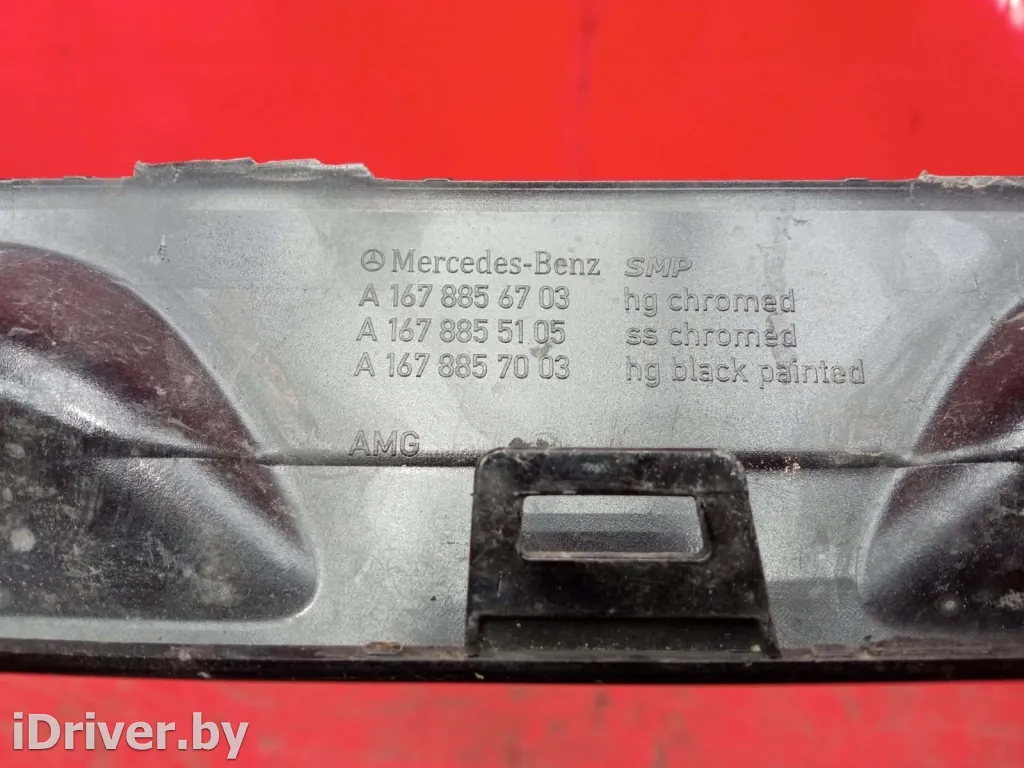 Mercedes-Benz SMP
A 167 885 67 03 hg chromed
A 167 885 51 05 ss chromed
A 167 885 70 03 hg black painted
AMG
iDriver.by